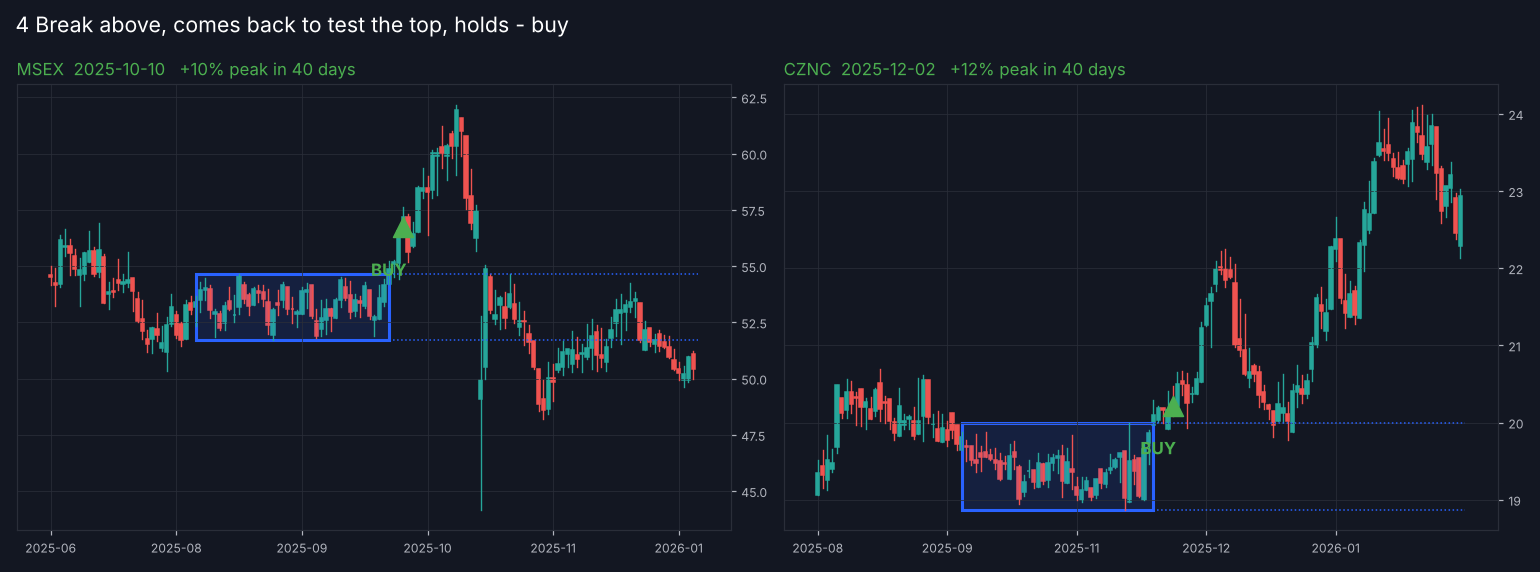 4 Break above, comes back to test the top, holds - buy
MSEX 2025-10-10 +10% peak in 40 days
62.5
60.0
57.5
55.0
52.5
50.0
47.5
45.0
BUY
2025-06 2025-08 2025-09 2025-10 2025-11 2026-01
CZNC 2025-12-02 +12% peak in 40 days
24
23
22
21
20
19
BUY
2025-08 2025-09 2025-11 2025-12 2026-01